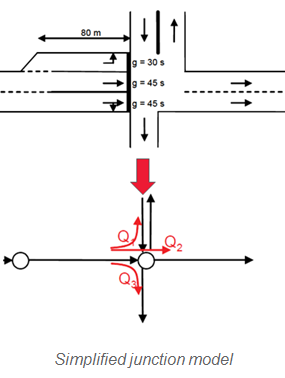 80 m
g = 30 s
g = 45 s
g = 45 s
Q₁
Q₂
Q₃
Simplified junction model